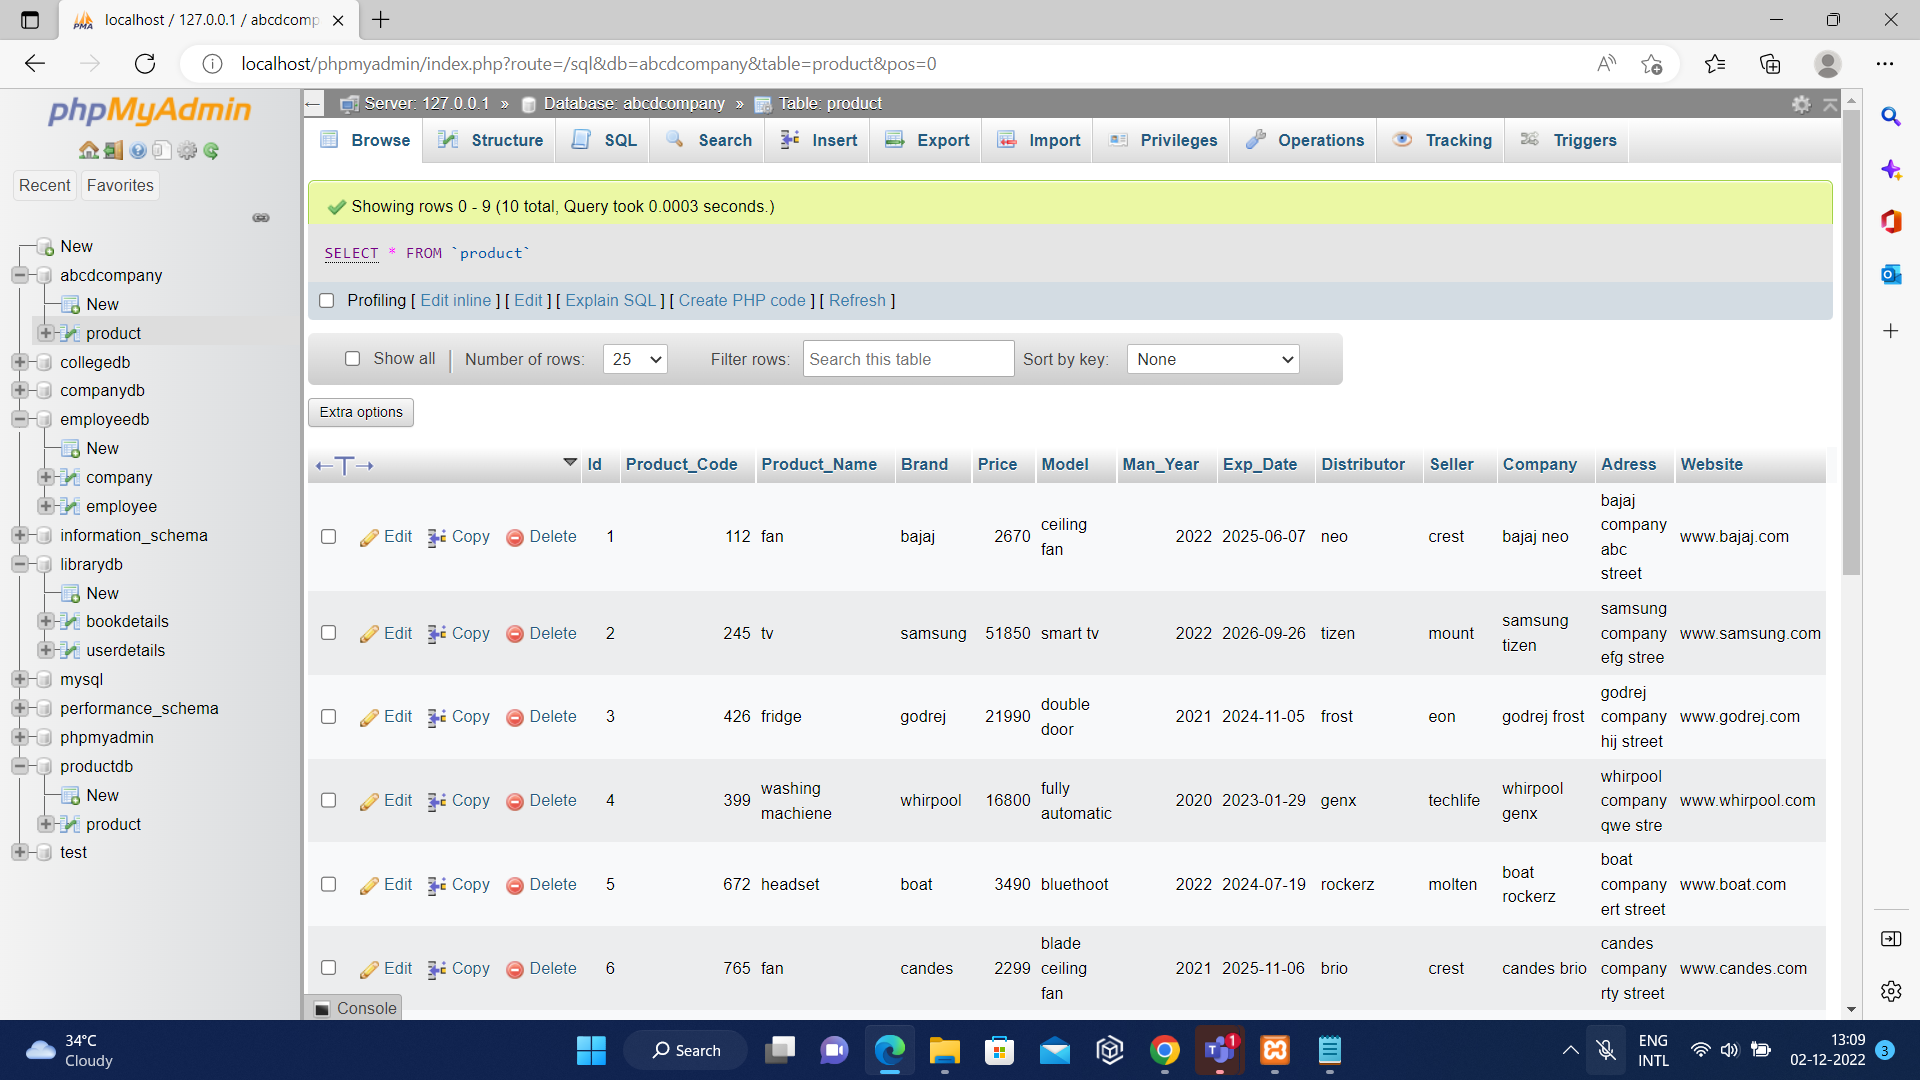 localhost / 127.0.0.1 / abcdcomp
localhost/phpmyadmin/index.php?route=/sql&db=abcdcompany&table=product&pos=0
phpMyAdmin
Recent Favorites
New
abcdcompany
New
product
collegedb
companydb
employeedb
New
company
employee
information_schema
librarydb
New
bookdetails
userdetails
mysql
performance_schema
phpmyadmin
productdb
New
product
test
Server: 127.0.0.1 » Database: abcdcompany » Table: product
Browse Structure SQL Search Insert Export Import Privileges Operations Tracking Triggers
Showing rows 0 - 9 (10 total, Query took 0.0003 seconds.)
SELECT * FROM `product`
Profiling [ Edit inline ] [ Edit ] [ Explain SQL ] [ Create PHP code ] [ Refresh ]
Show all Number of rows: 25 Filter rows: Search this table Sort by key: None
Extra options
Id Product_Code Product_Name Brand Price Model Man_Year Exp_Date Distributor Seller Company Adress Website
Edit Copy Delete 1 112 fan bajaj 2670 ceiling fan 2022 2025-06-07 neo crest bajaj neo bajaj company abc street www.bajaj.com
Edit Copy Delete 2 245 tv samsung 51850 smart tv 2022 2026-09-26 tizen mount samsung tizen samsung company efg stree www.samsung.com
Edit Copy Delete 3 426 fridge godrej 21990 double door 2021 2024-11-05 frost eon godrej frost godrej company hij street www.godrej.com
Edit Copy Delete 4 399 washing machiene whirpool 16800 fully automatic 2020 2023-01-29 genx techlife whirpool genx whirpool company qwe stre www.whirpool.com
Edit Copy Delete 5 672 headset boat 3490 bluethoot 2022 2024-07-19 rockerz molten boat rockerz boat company ert street www.boat.com
Edit Copy Delete 6 765 fan candes 2299 blade ceiling fan 2021 2025-11-06 brio crest candes brio candes company rty street www.candes.com
Console
34°C
Cloudy
Search
1
ENG
INTL
13:09
02-12-2022
3